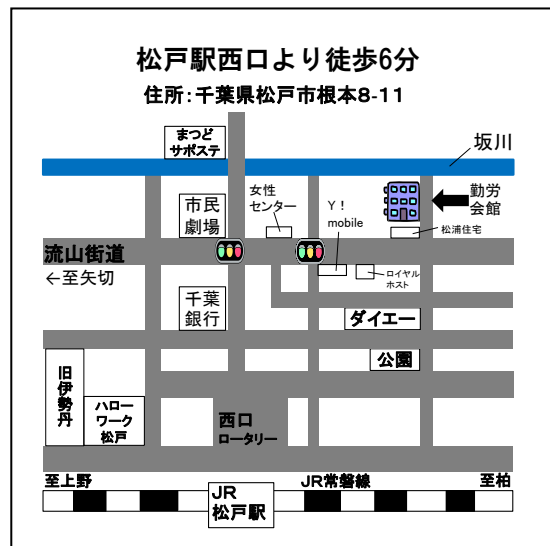 松戸駅西口より徒歩6分
住所:千葉県松戸市根本8-11
まつど
サポステ
坂川
市民
劇場
女性
センター
Y!
mobile
勤労
会館
松浦住宅
流山街道
←至矢切
ロイヤル
ホスト
千葉
銀行
ダイエー
公園
旧伊勢丹
ハロー
ワーク
松戸
西口
ロータリー
至上野
JR常磐線
至柏
JR
松戸駅